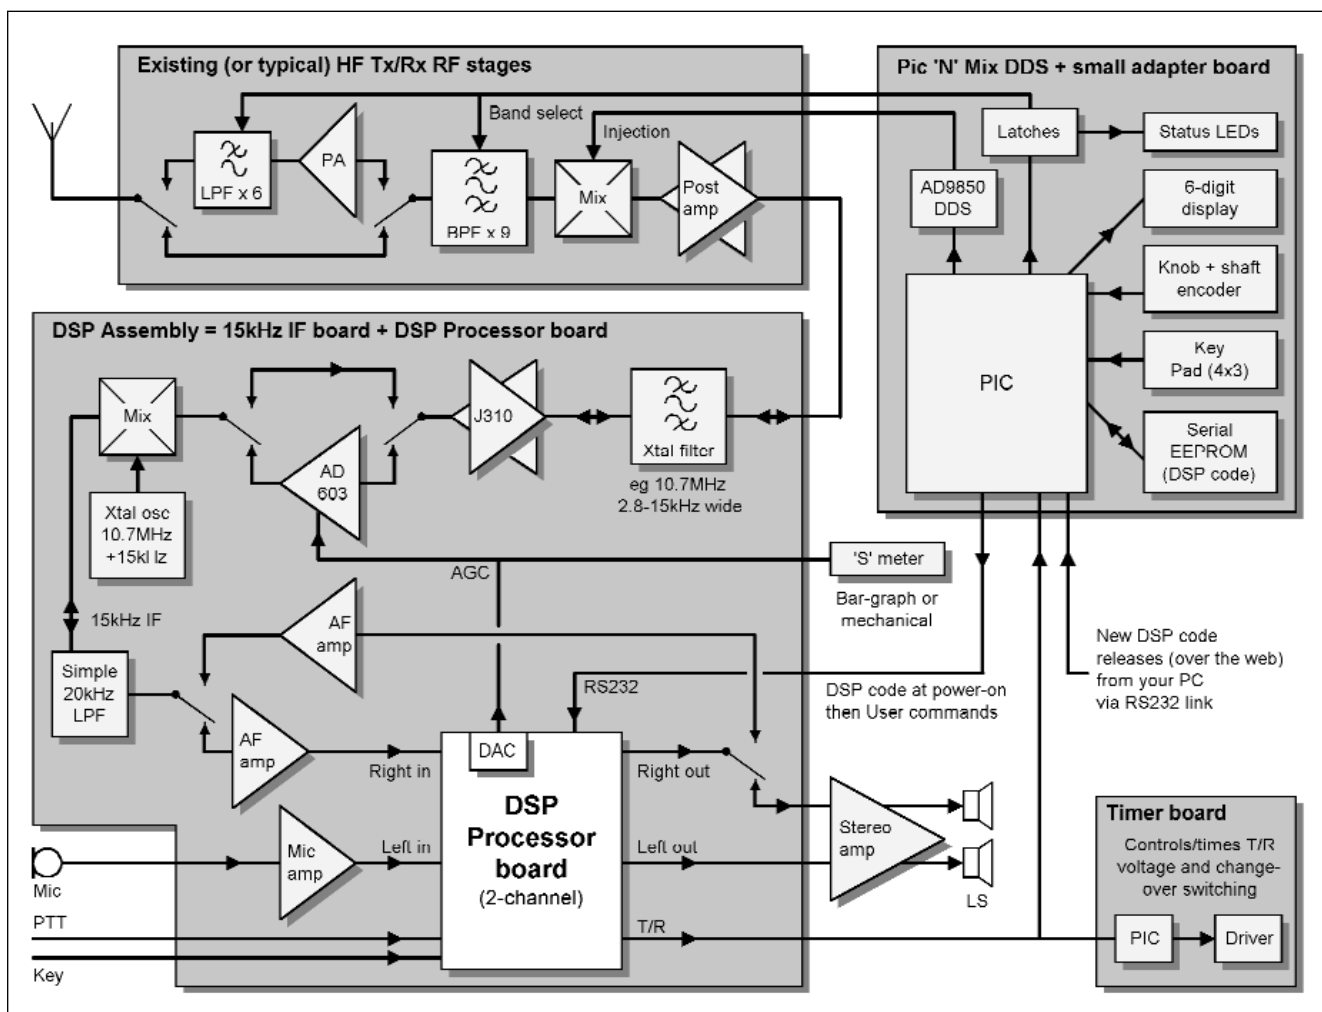 Existing (or typical) HF Tx/Rx RF stages
Band select
Injection
LPF x 6
PA
BPF x 9
Mix
Post
amp
Pic 'N' Mix DDS + small adapter board
Latches
Status LEDs
AD9850
DDS
6-digit
display
Knob + shaft
encoder
PIC
Key
Pad (4x3)
Serial
EEPROM
(DSP code)
DSP Assembly = 15kHz IF board + DSP Processor board
Mix
J310
Xtal filter
eg 10.7MHz
2.8-15kHz wide
AD
603
Xtal osc
10.7MHz
+15kHz
AGC
'S' meter
Bar-graph or
mechanical
15kHz IF
AF
amp
Simple
20kHz
LPF
RS232
DSP code at power-on
then User commands
New DSP code
releases (over the web)
from your PC
via RS232 link
AF
amp
Right in
DAC
Right out
DSP
Processor
board
(2-channel)
Mic
amp
Left in
Left out
Stereo
amp
LS
Mic
PTT
Key
T/R
Timer board
Controls/times T/R
voltage and change-
over switching
PIC
Driver